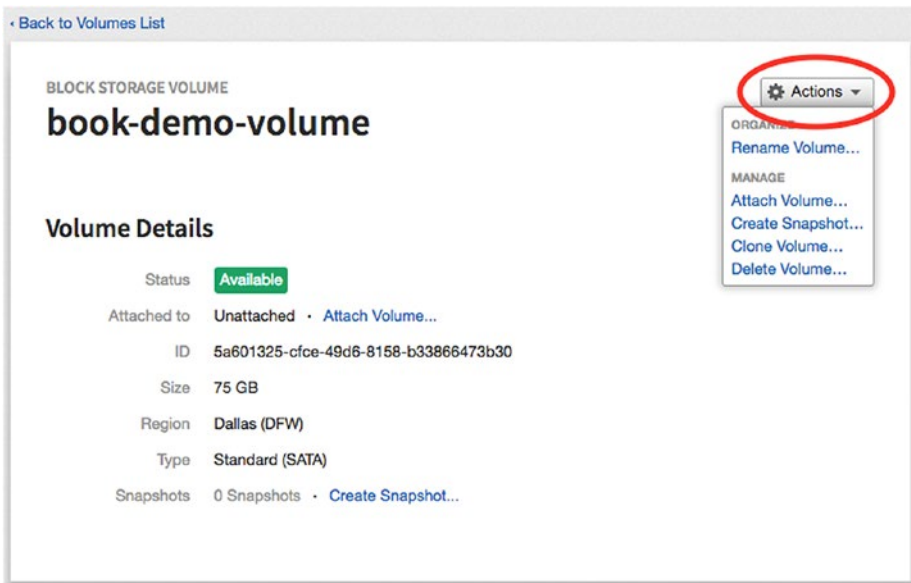 ‹ Back to Volumes List
BLOCK STORAGE VOLUME
book-demo-volume
Actions
ORGANIZE
Rename Volume...
MANAGE
Attach Volume...
Create Snapshot...
Clone Volume...
Delete Volume...
Volume Details
Status Available
Attached to Unattached · Attach Volume...
ID 5a601325-cfce-49d6-8158-b33866473b30
Size 75 GB
Region Dallas (DFW)
Type Standard (SATA)
Snapshots 0 Snapshots · Create Snapshot...